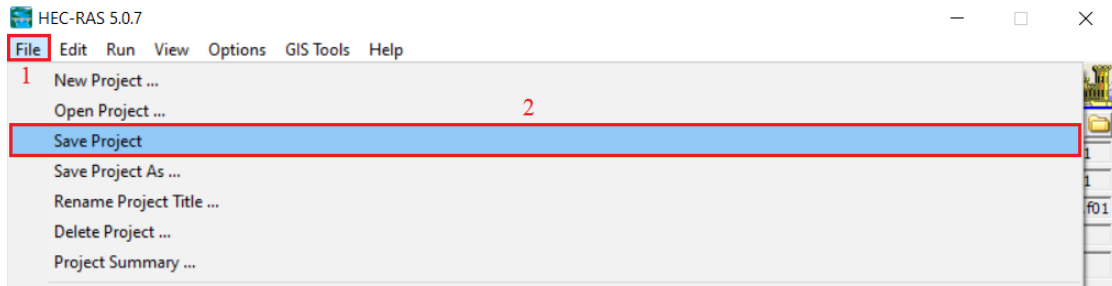 HEC-RAS 5.0.7
File Edit Run View Options GIS Tools Help
1
New Project ...
Open Project ...
2
Save Project
Save Project As ...
Rename Project Title ...
Delete Project ...
Project Summary ...
1
1
f01